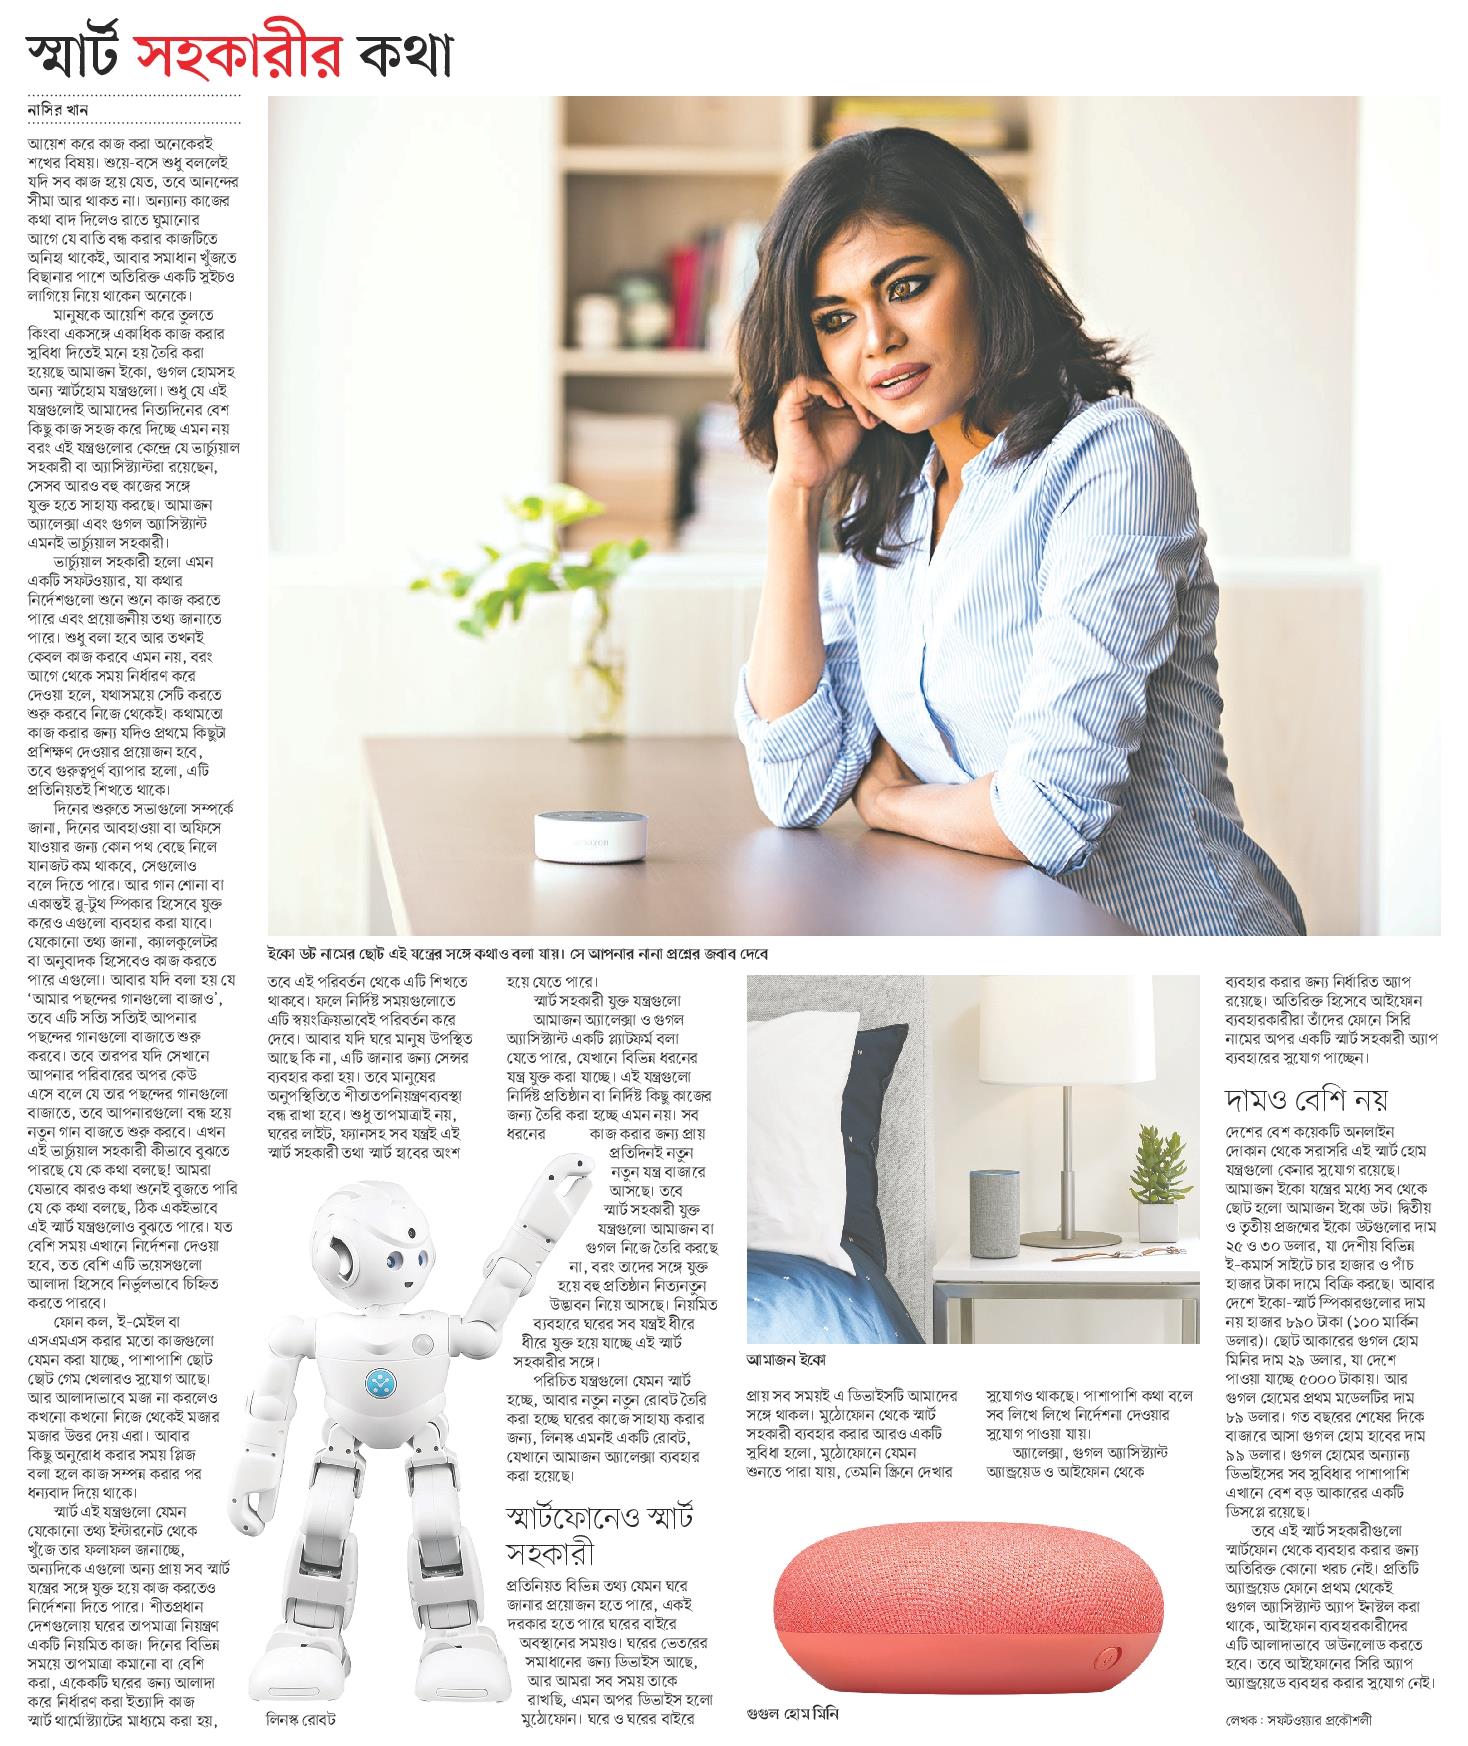 স্মার্ট সহকারীর কথা
নাসির খান
আয়েশ করে কাজ করা অনেকেরই
শখের বিষয়। শুয়ে-বসে শুধু বললেই
যদি সব কাজ হয়ে যেত, তবে আনন্দের
সীমা আর থাকত না। অন্যান্য কাজের
কথা বাদ দিলেও রাতে ঘুমানোর
আগে যে বাতি বন্ধ করার কাজটিতে
অনিহা থাকেই, আবার সমাধান খুঁজতে
বিছানার পাশে অতিরিক্ত একটি সুইচও
লাগিয়ে নিয়ে থাকেন অনেকে।
মানুষকে আয়েশি করে তুলতে
কিংবা একসঙ্গে একাধিক কাজ করার
সুবিধা দিতেই মনে হয় তৈরি করা
হয়েছে আমাজন ইকো, গুগল হোমসহ
অন্য স্মার্টহোম যন্ত্রগুলো। শুধু যে এই
যন্ত্রগুলোই আমাদের নিত্যদিনের বেশ
কিছু কাজ সহজ করে দিচ্ছে এমন নয়
বরং এই যন্ত্রগুলোর কেন্দ্রে যে ভার্চ্যুয়াল
সহকারী বা অ্যাসিস্ট্যান্টরা রয়েছেন,
সেসব আরও বহু কাজের সঙ্গে
যুক্ত হতে সাহায্য করছে। আমাজন
অ্যালেক্সা এবং গুগল অ্যাসিস্ট্যান্ট
এমনই ভার্চ্যুয়াল সহকারী।
ভার্চ্যুয়াল সহকারী হলো এমন
একটি সফটওয়্যার, যা কথার
নির্দেশগুলো শুনে শুনে কাজ করতে
পারে এবং প্রয়োজনীয় তথ্য জানাতে
পারে। শুধু বলা হবে আর তখনই
কেবল কাজ করবে এমন নয়, বরং
আগে থেকে সময় নির্ধারণ করে
দেওয়া হলে, যথাসময়ে সেটি করতে
শুরু করবে নিজে থেকেই। কথামতো
কাজ করার জন্য যদিও প্রথমে কিছুটা
প্রশিক্ষণ দেওয়ার প্রয়োজন হবে,
তবে গুরুত্বপূর্ণ ব্যাপার হলো, এটি
প্রতিনিয়তই শিখতে থাকে।
দিনের শুরুতে সভাগুলো সম্পর্কে
জানা, দিনের আবহাওয়া বা অফিসে
যাওয়ার জন্য কোন পথ বেছে নিলে
যানজট কম থাকবে, সেগুলোও
বলে দিতে পারে। আর গান শোনা বা
একান্তই ব্লু-টুথ স্পিকার হিসেবে যুক্ত
করেও এগুলো ব্যবহার করা যাবে।
যেকোনো তথ্য জানা, ক্যালকুলেটর
বা অনুবাদক হিসেবেও কাজ করতে
পারে এগুলো। আবার যদি বলা হয় যে
‘আমার পছন্দের গানগুলো বাজাও’,
তবে এটি সত্যি সত্যিই আপনার
পছন্দের গানগুলো বাজাতে শুরু
করবে। তবে তারপর যদি সেখানে
আপনার পরিবারের অপর কেউ
এসে বলে যে তার পছন্দের গানগুলো
বাজাতে, তবে আপনারগুলো বন্ধ হয়ে
নতুন গান বাজতে শুরু করবে। এখন
এই ভার্চ্যুয়াল সহকারী কীভাবে বুঝতে
পারছে যে কে কথা বলছে! আমরা
যেভাবে কারও কথা শুনেই বুজতে পারি
যে কে কথা বলছে, ঠিক একইভাবে
এই স্মার্ট যন্ত্রগুলোও বুঝতে পারে। যত
বেশি সময় এখানে নির্দেশনা দেওয়া
হবে, তত বেশি এটি ভয়েসগুলো
আলাদা হিসেবে নির্ভুলভাবে চিহ্নিত
করতে পারবে।
ফোন কল, ই-মেইল বা
এসএমএস করার মতো কাজগুলো
যেমন করা যাচ্ছে, পাশাপাশি ছোট
ছোট গেম খেলারও সুযোগ আছে।
আর আলাদাভাবে মজা না করলেও
কখনো কখনো নিজে থেকেই মজার
মজার উত্তর দেয় এরা। আবার
কিছু অনুরোধ করার সময় প্লিজ
বলা হলে কাজ সম্পন্ন করার পর
ধন্যবাদ দিয়ে থাকে।
স্মার্ট এই যন্ত্রগুলো যেমন
যেকোনো তথ্য ইন্টারনেট থেকে
খুঁজে তার ফলাফল জানাচ্ছে,
অন্যদিকে এগুলো অন্য প্রায় সব স্মার্ট
যন্ত্রের সঙ্গে যুক্ত হয়ে কাজ করতেও
নির্দেশনা দিতে পারে। শীতপ্রধান
দেশগুলোয় ঘরের তাপমাত্রা নিয়ন্ত্রণ
একটি নিয়মিত কাজ। দিনের বিভিন্ন
সময়ে তাপমাত্রা কমানো বা বেশি
করা, একেকটি ঘরের জন্য আলাদা
করে নির্ধারণ করা ইত্যাদি কাজ
স্মার্ট থার্মোস্ট্যাটের মাধ্যমে করা হয়,
amazon
ইকো ডট নামের ছোট এই যন্ত্রের সঙ্গে কথাও বলা যায়। সে আপনার নানা প্রশ্নের জবাব দেবে
তবে এই পরিবর্তন থেকে এটি শিখতে
থাকবে। ফলে নির্দিষ্ট সময়গুলোতে
এটি স্বয়ংক্রিয়ভাবেই পরিবর্তন করে
দেবে। আবার যদি ঘরে মানুষ উপস্থিত
আছে কি না, এটি জানার জন্য সেন্সর
ব্যবহার করা হয়। তবে মানুষের
অনুপস্থিতিতে শীতাতপনিয়ন্ত্রণব্যবস্থা
বন্ধ রাখা হবে। শুধু তাপমাত্রাই নয়,
ঘরের লাইট, ফ্যানসহ সব যন্ত্রই এই
স্মার্ট সহকারী তথা স্মার্ট হাবের অংশ
লিনস্ক রোবট
হয়ে যেতে পারে।
স্মার্ট সহকারী যুক্ত যন্ত্রগুলো
আমাজন অ্যালেক্সা ও গুগল
অ্যাসিস্ট্যান্ট একটি প্ল্যাটফর্ম বলা
যেতে পারে, যেখানে বিভিন্ন ধরনের
যন্ত্র যুক্ত করা যাচ্ছে। এই যন্ত্রগুলো
নির্দিষ্ট প্রতিষ্ঠান বা নির্দিষ্ট কিছু কাজের
জন্য তৈরি করা হচ্ছে এমন নয়। সব
ধরনের কাজ করার জন্য প্রায়
প্রতিদিনই নতুন
নতুন যন্ত্র বাজারে
আসছে। তবে
স্মার্ট সহকারী যুক্ত
যন্ত্রগুলো আমাজন বা
গুগল নিজে তৈরি করছে
না, বরং তাদের সঙ্গে যুক্ত
হয়ে বহু প্রতিষ্ঠান নিত্যনতুন
উদ্ভাবন নিয়ে আসছে। নিয়মিত
ব্যবহারে ঘরের সব যন্ত্রই ধীরে
ধীরে যুক্ত হয়ে যাচ্ছে এই স্মার্ট
সহকারীর সঙ্গে।
পরিচিত যন্ত্রগুলো যেমন স্মার্ট
হচ্ছে, আবার নতুন নতুন রোবট তৈরি
করা হচ্ছে ঘরের কাজে সাহায্য করার
জন্য, লিনস্ক এমনই একটি রোবট,
যেখানে আমাজন অ্যালেক্সা ব্যবহার
করা হয়েছে।
স্মার্টফোনেও স্মার্ট
সহকারী
প্রতিনিয়ত বিভিন্ন তথ্য যেমন ঘরে
জানার প্রয়োজন হতে পারে, একই
দরকার হতে পারে ঘরের বাইরে
অবস্থানের সময়ও। ঘরের ভেতরের
সমাধানের জন্য ডিভাইস আছে,
আর আমরা সব সময় তাকে
রাখছি, এমন অপর ডিভাইস হলো
মুঠোফোন। ঘরে ও ঘরের বাইরে
আমাজন ইকো
প্রায় সব সময়ই এ ডিভাইসটি আমাদের
সঙ্গে থাকল। মুঠোফোন থেকে স্মার্ট
সহকারী ব্যবহার করার আরও একটি
সুবিধা হলো, মুঠোফোনে যেমন
শুনতে পারা যায়, তেমনি স্ক্রিনে দেখার
সুযোগও থাকছে। পাশাপাশি কথা বলে
সব লিখে লিখে নির্দেশনা দেওয়ার
সুযোগ পাওয়া যায়।
অ্যালেক্সা, গুগল অ্যাসিস্ট্যান্ট
অ্যান্ড্রয়েড ও আইফোন থেকে
গুগুল হোম মিনি
ব্যবহার করার জন্য নির্ধারিত অ্যাপ
রয়েছে। অতিরিক্ত হিসেবে আইফোন
ব্যবহারকারীরা তাঁদের ফোনে সিরি
নামের অপর একটি স্মার্ট সহকারী অ্যাপ
ব্যবহারের সুযোগ পাচ্ছেন।
দামও বেশি নয়
দেশের বেশ কয়েকটি অনলাইন
দোকান থেকে সরাসরি এই স্মার্ট হোম
যন্ত্রগুলো কেনার সুযোগ রয়েছে।
আমাজন ইকো যন্ত্রের মধ্যে সব থেকে
ছোট হলো আমাজন ইকো ডট। দ্বিতীয়
ও তৃতীয় প্রজন্মের ইকো ডটগুলোর দাম
২৫ ও ৩০ ডলার, যা দেশীয় বিভিন্ন
ই-কমার্স সাইটে চার হাজার ও পাঁচ
হাজার টাকা দামে বিক্রি করছে। আবার
দেশে ইকো-স্মার্ট স্পিকারগুলোর দাম
নয় হাজার ৮৯০ টাকা (১০০ মার্কিন
ডলার)। ছোট আকারের গুগল হোম
মিনির দাম ২৯ ডলার, যা দেশে
পাওয়া যাচ্ছে ৫০০০ টাকায়। আর
গুগল হোমের প্রথম মডেলটির দাম
৮৯ ডলার। গত বছরের শেষের দিকে
বাজারে আসা গুগল হোম হাবের দাম
৯৯ ডলার। গুগল হোমের অন্যান্য
ডিভাইসের সব সুবিধার পাশাপাশি
এখানে বেশ বড় আকারের একটি
ডিসপ্লে রয়েছে।
তবে এই স্মার্ট সহকারীগুলো
স্মার্টফোন থেকে ব্যবহার করার জন্য
অতিরিক্ত কোনো খরচ নেই। প্রতিটি
অ্যান্ড্রয়েড ফোনে প্রথম থেকেই
গুগল অ্যাসিস্ট্যান্ট অ্যাপ ইনস্টল করা
থাকে, আইফোন ব্যবহারকারীদের
এটি আলাদাভাবে ডাউনলোড করতে
হবে। তবে আইফোনের সিরি অ্যাপ
অ্যান্ড্রয়েডে ব্যবহার করার সুযোগ নেই।
লেখক : সফটওয়্যার প্রকৌশলী